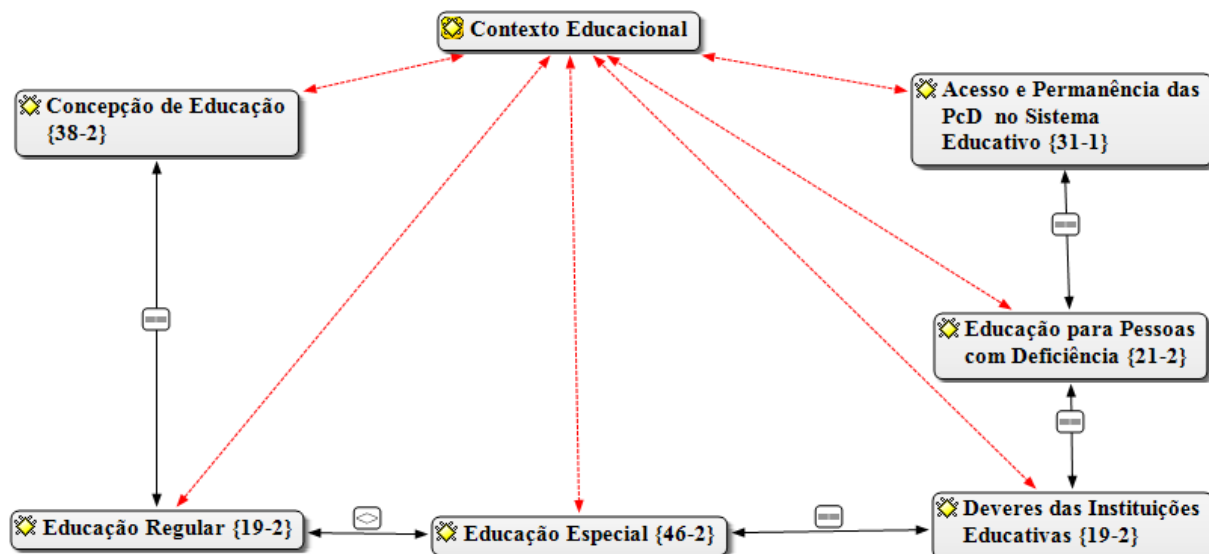 Contexto Educacional
Concepção de Educação
{38-2}
Acesso e Permanência das
PcD no Sistema
Educativo {31-1}
==
==
Educação para Pessoas
com Deficiência {21-2}
==
Educação Regular {19-2}
<>
Educação Especial {46-2}
==
Deveres das Instituições
Educativas {19-2}